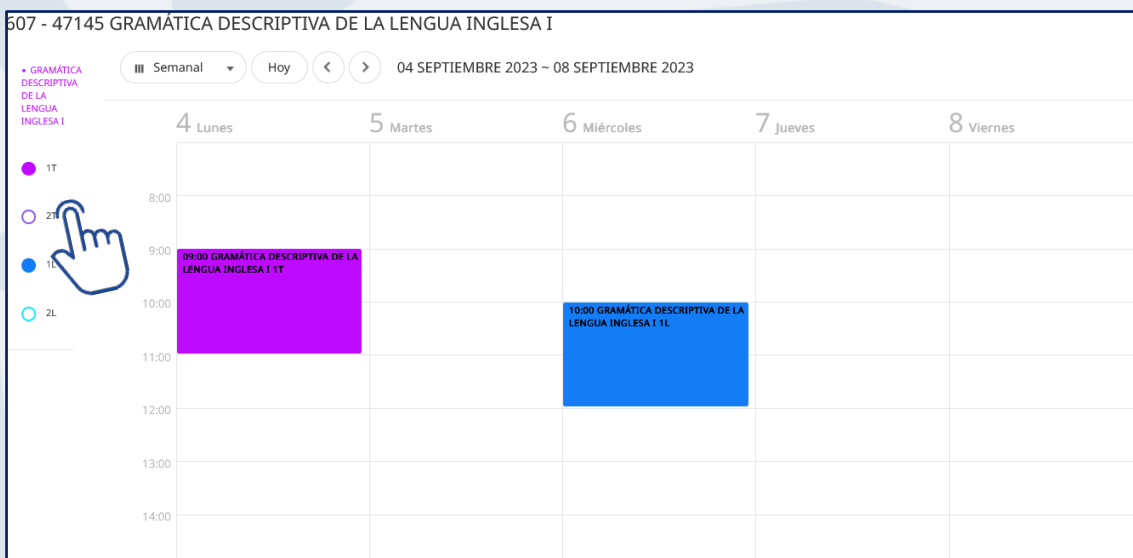 607 - 47145 GRAMÁTICA DESCRIPTIVA DE LA LENGUA INGLESA I
• GRAMÁTICA
DESCRIPTIVA
DE LA
LENGUA
INGLESA I
Semanal
Hoy
04 SEPTIEMBRE 2023 ~ 08 SEPTIEMBRE 2023
4 Lunes
5 Martes
6 Miércoles
7 Jueves
8 Viernes
1T
2T
1L
2L
8:00
9:00
10:00
11:00
12:00
13:00
14:00
09:00 GRAMÁTICA DESCRIPTIVA DE LA
LENGUA INGLESA I 1T
10:00 GRAMÁTICA DESCRIPTIVA DE LA
LENGUA INGLESA I 1L